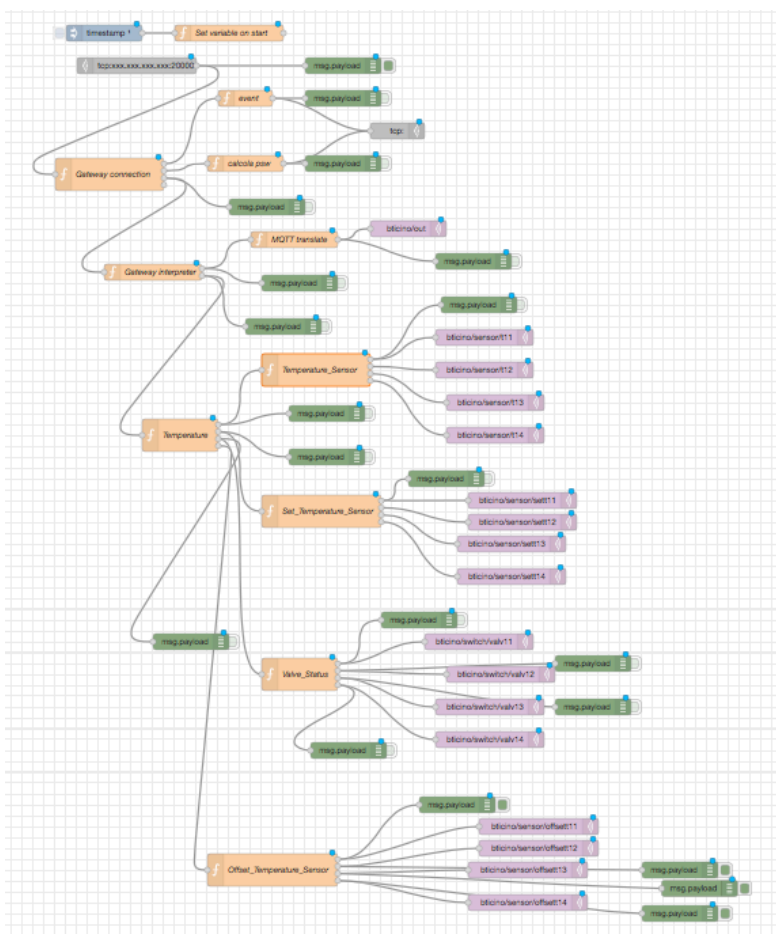 timestamp ¹
Set variable on start
tcp:xxx.xxx.xxx.xxx:20000
msg.payload
event
msg.payload
tcp:
calcola psw
msg.payload
Gateway connection
msg.payload
bticino/out
MQTT translate
msg.payload
Gateway interpreter
msg.payload
msg.payload
msg.payload
bticino/sensor/t11
Temperature_Sensor
bticino/sensor/t12
bticino/sensor/t13
msg.payload
Temperature
bticino/sensor/t14
msg.payload
msg.payload
bticino/sensor/sett11
Set_Temperature_Sensor
bticino/sensor/sett12
bticino/sensor/sett13
bticino/sensor/sett14
msg.payload
msg.payload
bticino/switch/valv11
msg.payload
Valve_Status
bticino/switch/valv12
bticino/switch/valv13
msg.payload
bticino/switch/valv14
msg.payload
msg.payload
bticino/sensor/offsett11
bticino/sensor/offsett12
Offset_Temperature_Sensor
bticino/sensor/offsett13
msg.payload
msg.payload
bticino/sensor/offsett14
msg.payload